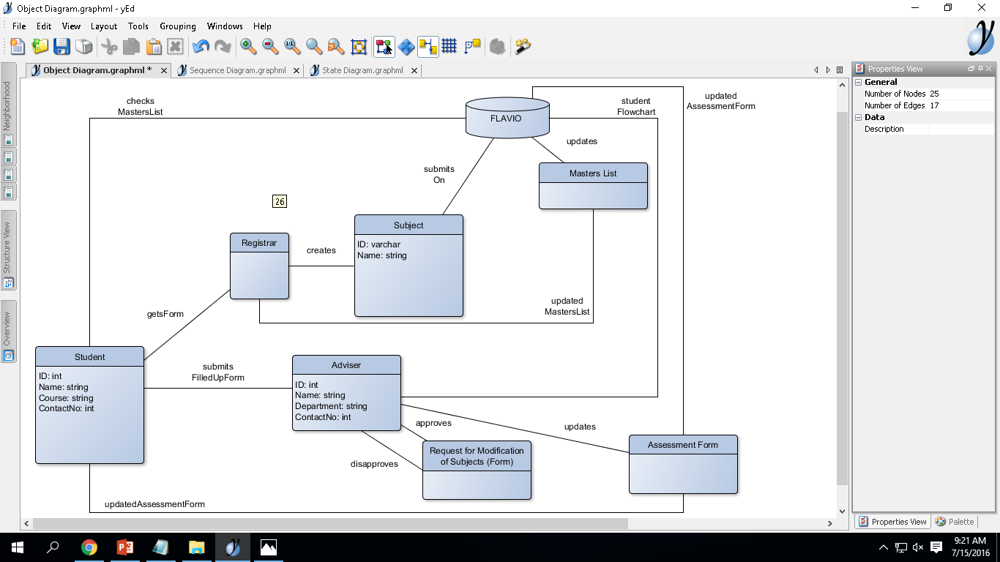 Object Diagram.graphml - yEd
File Edit View Layout Tools Grouping Windows Help
1:1
Object Diagram.graphml *
Sequence Diagram.graphml
State Diagram.graphml
Neighborhood
Structure View
Overview
checks
MastersList
FLAVIO
student
Flowchart
updated
AssessmentForm
updates
submits
On
Masters List
26
Subject
ID: varchar
Name: string
Registrar
creates
updated
MastersList
getsForm
Student
ID: int
Name: string
Course: string
ContactNo: int
submits
FilledUpForm
Adviser
ID: int
Name: string
Department: string
ContactNo: int
approves
updates
disapproves
Request for Modification
of Subjects (Form)
Assessment Form
updatedAssessmentForm
Properties View
General
Number of Nodes 25
Number of Edges 17
Data
Description
Properties View
Palette
9:21 AM
7/15/2016